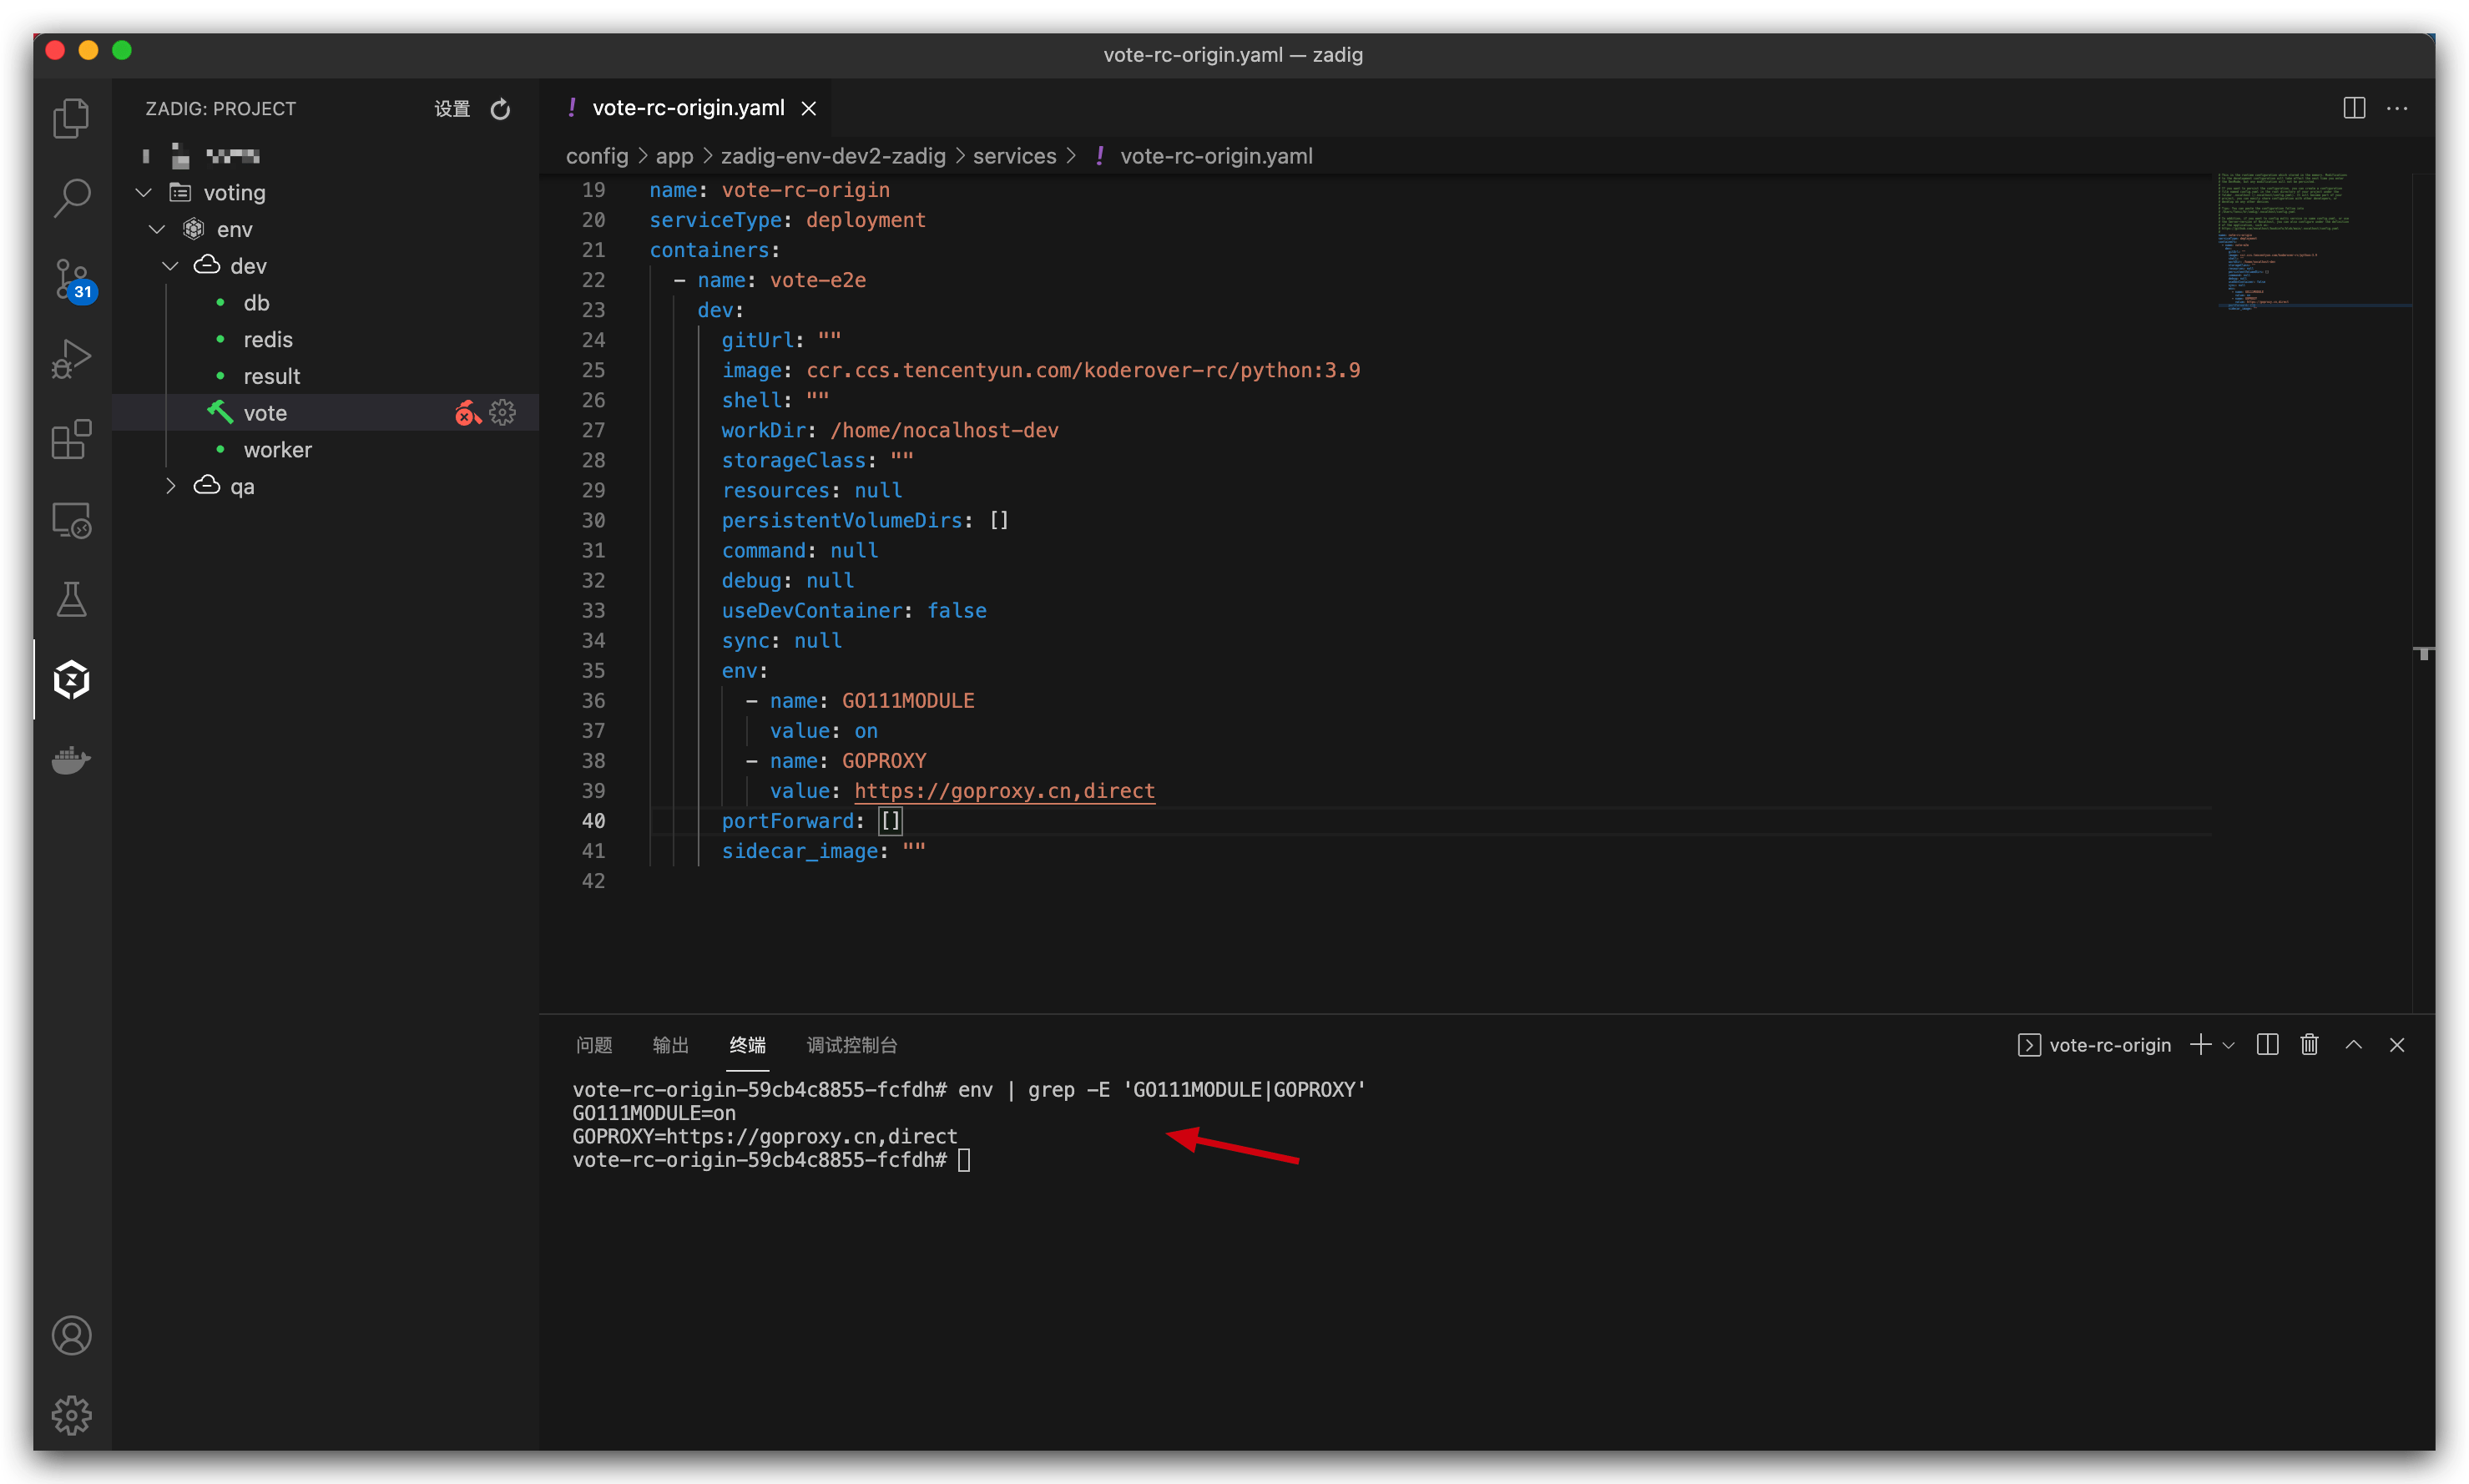 vote-rc-origin.yaml — zadig
ZADIG: PROJECT
设置
voting
env
dev
db
redis
result
vote
worker
qa
31
! vote-rc-origin.yaml
config > app > zadig-env-dev2-zadig > services > ! vote-rc-origin.yaml
19 name: vote-rc-origin
20 serviceType: deployment
21 containers:
22 - name: vote-e2e
23 dev:
24 gitUrl: ""
25 image: ccr.ccs.tencentyun.com/koderover-rc/python:3.9
26 shell: ""
27 workDir: /home/nocalhost-dev
28 storageClass: ""
29 resources: null
30 persistentVolumeDirs: []
31 command: null
32 debug: null
33 useDevContainer: false
34 sync: null
35 env:
36 - name: GO111MODULE
37 value: on
38 - name: GOPROXY
39 value: https://goproxy.cn,direct
40 portForward: []
41 sidecar_image: ""
42
问题 输出 终端 调试控制台
vote-rc-origin
vote-rc-origin-59cb4c8855-fcfdh# env | grep -E 'GO111MODULE|GOPROXY'
GO111MODULE=on
GOPROXY=https://goproxy.cn,direct
vote-rc-origin-59cb4c8855-fcfdh#